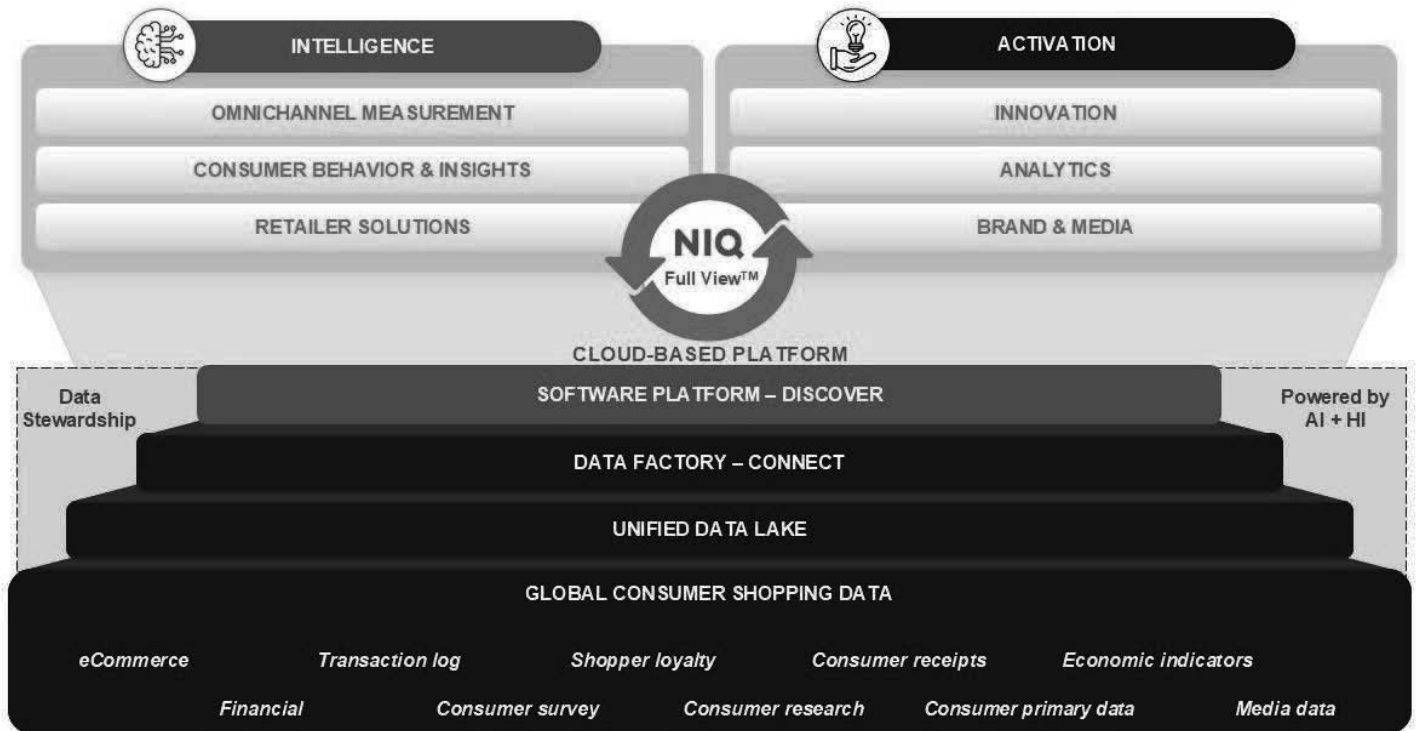 INTELLIGENCE
ACTIVATION
OMNICHANNEL MEASUREMENT
CONSUMER BEHAVIOR & INSIGHTS
RETAILER SOLUTIONS
INNOVATION
ANALYTICS
BRAND & MEDIA
NIQ
Full View™
CLOUD-BASED PLATFORM
Data
Stewardship
SOFTWARE PLATFORM – DISCOVER
Powered by
AI + HI
DATA FACTORY – CONNECT
UNIFIED DATA LAKE
GLOBAL CONSUMER SHOPPING DATA
eCommerce Transaction log Shopper loyalty Consumer receipts Economic indicators
Financial Consumer survey Consumer research Consumer primary data Media data